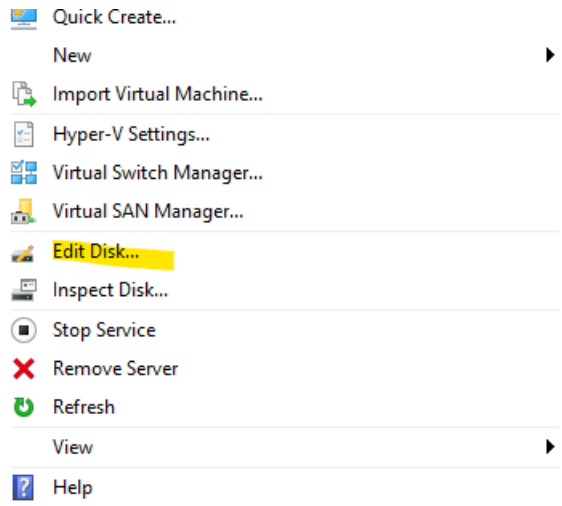 Quick Create...
New
Import Virtual Machine...
Hyper-V Settings...
Virtual Switch Manager...
Virtual SAN Manager...
Edit Disk...
Inspect Disk...
Stop Service
Remove Server
Refresh
View
Help